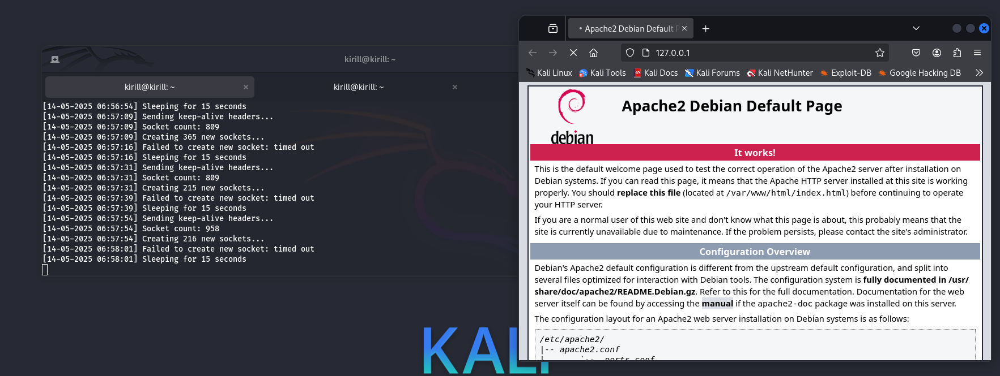 kirill@kirill: ~
kirill@kirill: ~
kirill@kirill: ~
[14-05-2025 06:56:54] Sleeping for 15 seconds
[14-05-2025 06:57:09] Sending keep-alive headers...
[14-05-2025 06:57:09] Socket count: 809
[14-05-2025 06:57:09] Creating 365 new sockets...
[14-05-2025 06:57:16] Failed to create new socket: timed out
[14-05-2025 06:57:16] Sleeping for 15 seconds
[14-05-2025 06:57:31] Sending keep-alive headers...
[14-05-2025 06:57:31] Socket count: 809
[14-05-2025 06:57:31] Creating 215 new sockets...
[14-05-2025 06:57:39] Failed to create new socket: timed out
[14-05-2025 06:57:39] Sleeping for 15 seconds
[14-05-2025 06:57:54] Sending keep-alive headers...
[14-05-2025 06:57:54] Socket count: 958
[14-05-2025 06:57:54] Creating 216 new sockets...
[14-05-2025 06:58:01] Failed to create new socket: timed out
[14-05-2025 06:58:01] Sleeping for 15 seconds
KALI
Apache2 Debian Default P
127.0.0.1
Kali Linux Kali Tools Kali Docs Kali Forums Kali NetHunter Exploit-DB Google Hacking DB
debian
Apache2 Debian Default Page
It works!
This is the default welcome page used to test the correct operation of the Apache2 server after installation on
Debian systems. If you can read this page, it means that the Apache HTTP server installed at this site is working
properly. You should replace this file (located at /var/www/html/index.html) before continuing to operate
your HTTP server.
If you are a normal user of this web site and don't know what this page is about, this probably means that the
site is currently unavailable due to maintenance. If the problem persists, please contact the site's administrator.
Configuration Overview
Debian's Apache2 default configuration is different from the upstream default configuration, and split into
several files optimized for interaction with Debian tools. The configuration system is fully documented in /usr/
share/doc/apache2/README.Debian.gz. Refer to this for the full documentation. Documentation for the web
server itself can be found by accessing the manual if the apache2-doc package was installed on this server.
The configuration layout for an Apache2 web server installation on Debian systems is as follows:
/etc/apache2/
|-- apache2.conf
|       `--  ports.conf